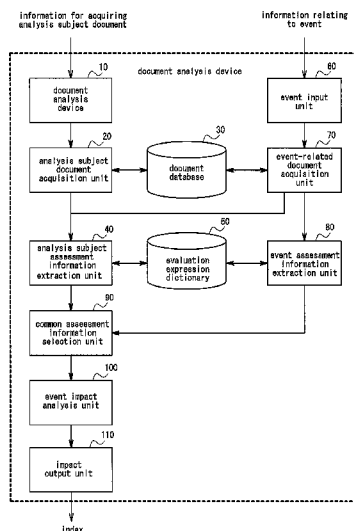 information for acquiring
analysis subject document
information relating
to event
document analysis device
10
document
analysis
device
60
event input
unit
20
analysis subject
document
acquisition unit
30
document
database
70
event-related
document
acquisition
unit
40
analysis subject
assessment
information
extraction unit
60
evaluation
expression
dictionary
80
event assessment
information
extraction unit
90
common assessment
information
selection unit
100
event impact
analysis unit
110
impact
output unit
index